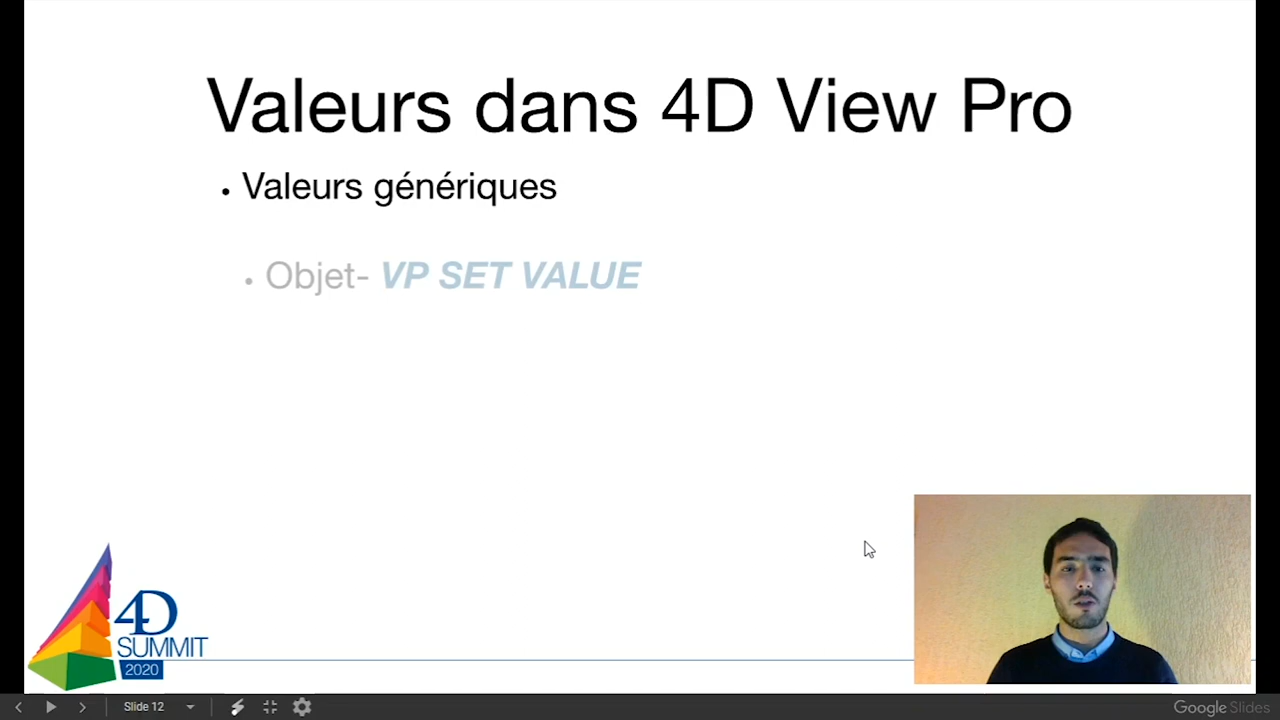 Valeurs dans 4D View Pro
• Valeurs génériques
• Objet- VP SET VALUE
4D
SUMMIT
2020
Slide 12
Google Slides